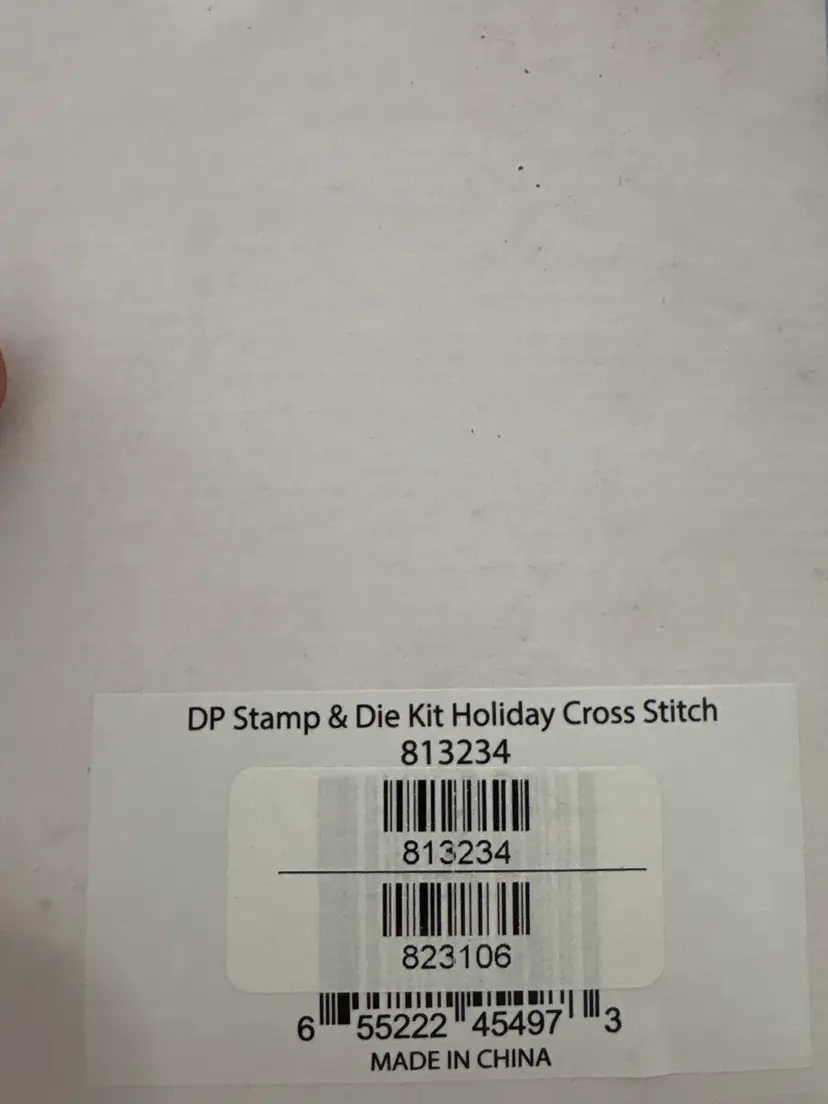 DP Stamp & Die Kit Holiday Cross Stitch
813234
813234
823106
6 55222 45497 3
MADE IN CHINA